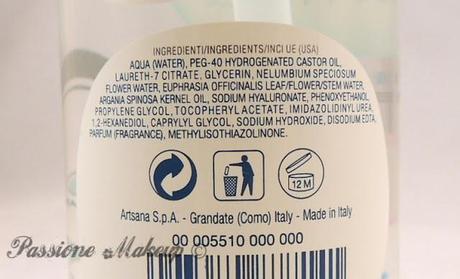 INGREDIENTI/INGREDIENTS/INCI UE (USA)
AQUA (WATER), PEG-40 HYDROGENATED CASTOR OIL,
LAURETH-7 CITRATE, GLYCERIN, NELUMBIUM SPECIOSUM
FLOWER WATER, EUPHRASIA OFFICINALIS LEAF/FLOWER/STEM WATER,
ARGANIA SPINOSA KERNEL OIL, SODIUM HYALURONATE, PHENOXYETHANOL,
PROPYLENE GLYCOL, TOCOPHERYL ACETATE, IMIDAZOLIDINYL UREA,
1,2-HEXANEDIOL, CAPRYLYL GLYCOL, SODIUM HYDROXIDE, DISODIUM EDTA,
PARFUM (FRAGRANCE), METHYLISOTHIAZOLINONE.
12 M
Artsana S.p.A. - Grandate (Como) Italy - Made in Italy
00 005510 000 000
Passione Makeup ©